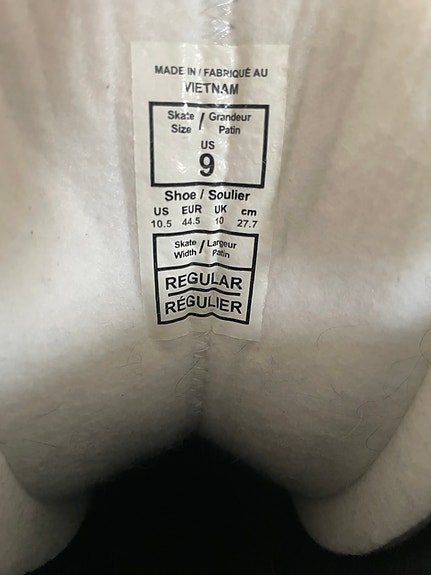 MADE IN / FABRIQUÉ AU
VIETNAM
Skate Size / Grandeur Patin
US
9
Shoe / Soulier
US EUR UK cm
10.5 44.5 10 27.7
Skate Width / Largeur Patin
REGULAR
RÉGULIER